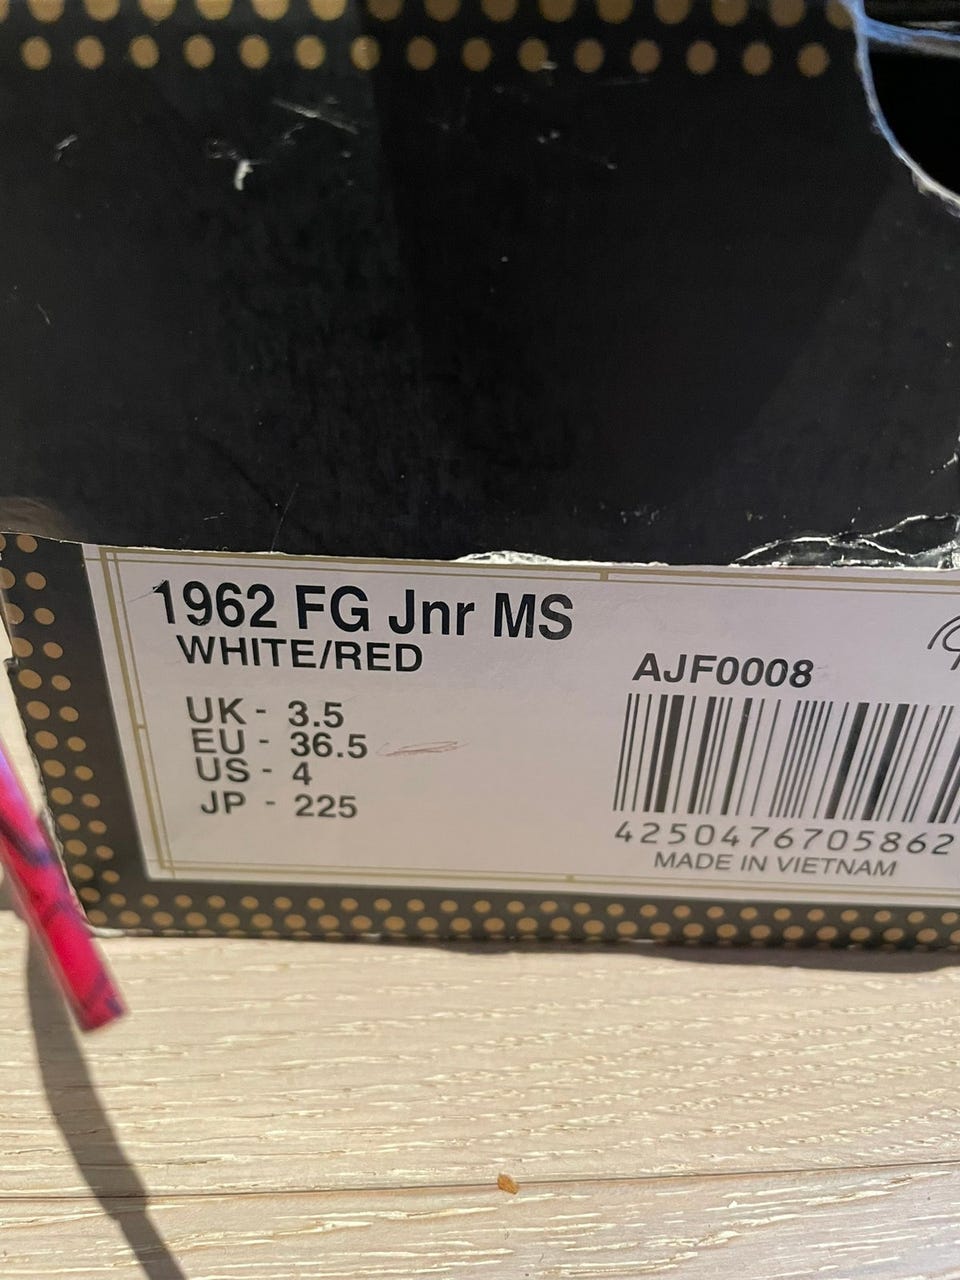 1962 FG Jnr MS
WHITE/RED
AJF0008
UK - 3.5
EU - 36.5
US - 4
JP - 225
4250476705862
MADE IN VIETNAM